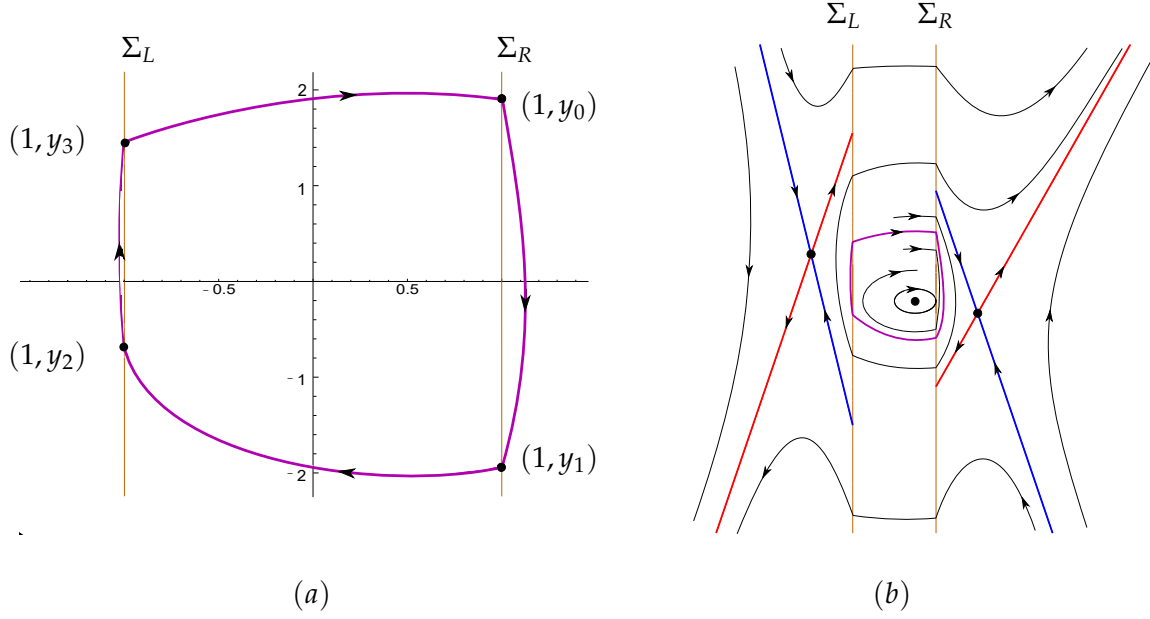 Σ_L Σ_R
2
(1, y_0)
(1, y_3)
1
-0.5 0.5
(1, y_2)
-1
(1, y_1)
-2
(a)
Σ_L Σ_R
(b)